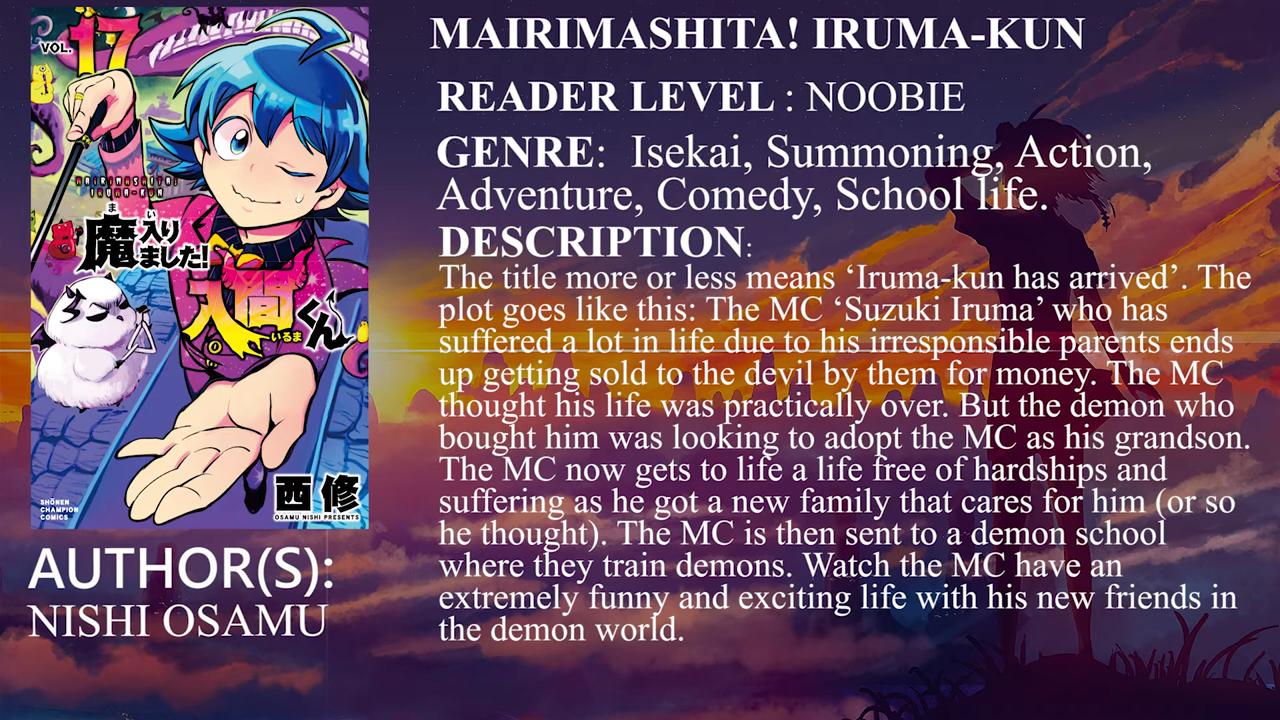 VOL. 17
MAIRIMASHITA!
IRUMA-KUN
ま い
魔入り
ました!
入間くん
いるま
西修
OSAMU NISHI PRESENTS
SHŌNEN
CHAMPION
COMICS
AUTHOR(S):
NISHI OSAMU
MAIRIMASHITA! IRUMA-KUN
READER LEVEL : NOOBIE
GENRE: Isekai, Summoning, Action,
Adventure, Comedy, School life.
DESCRIPTION:
The title more or less means ‘Iruma-kun has arrived’. The
plot goes like this: The MC ‘Suzuki Iruma’ who has
suffered a lot in life due to his irresponsible parents ends
up getting sold to the devil by them for money. The MC
thought his life was practically over. But the demon who
bought him was looking to adopt the MC as his grandson.
The MC now gets to life a life free of hardships and
suffering as he got a new family that cares for him (or so
he thought). The MC is then sent to a demon school
where they train demons. Watch the MC have an
extremely funny and exciting life with his new friends in
the demon world.